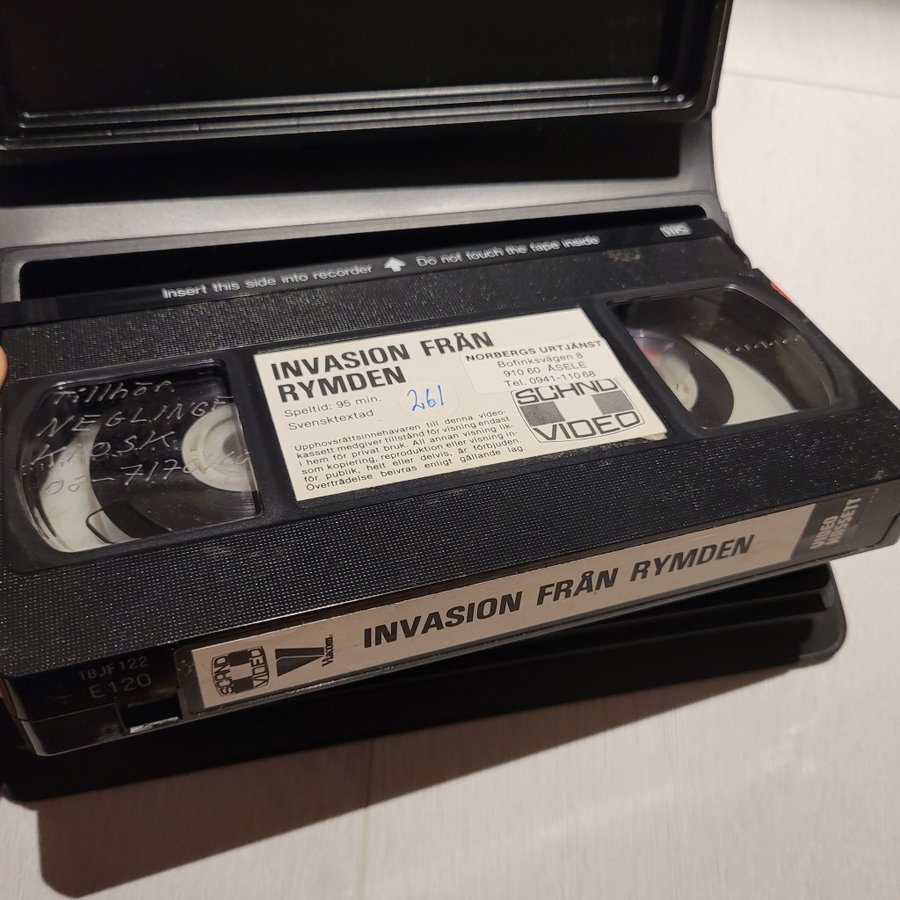 Insert this side into recorder Do not touch the tape inside VHS
Tillhör.
NEGLINGE
KIOSK.
INVASION FRÅN
RYMDEN
Speltid: 95 min.
Svensktextad
261
NORBERGS URTJÄNST
Bofinksvägen 8
910 60 ÅSELE
Tel. 0941-110 68
SCAND
VIDEO
Upphovsrättsinnehavaren till denna video-
kassett medgiver tillstånd för visning endast
i hem för privat bruk. All annan visning lik-
som kopiering, reproduktion eller visning in-
för publik, helt eller delvis, är förbjuden.
Överträdelse beivras enligt gällande lag.
TBJF122
E120
SCAND
VIDEO
Viacom
INVASION FRÅN RYMDEN
VIDEO
KASSETT